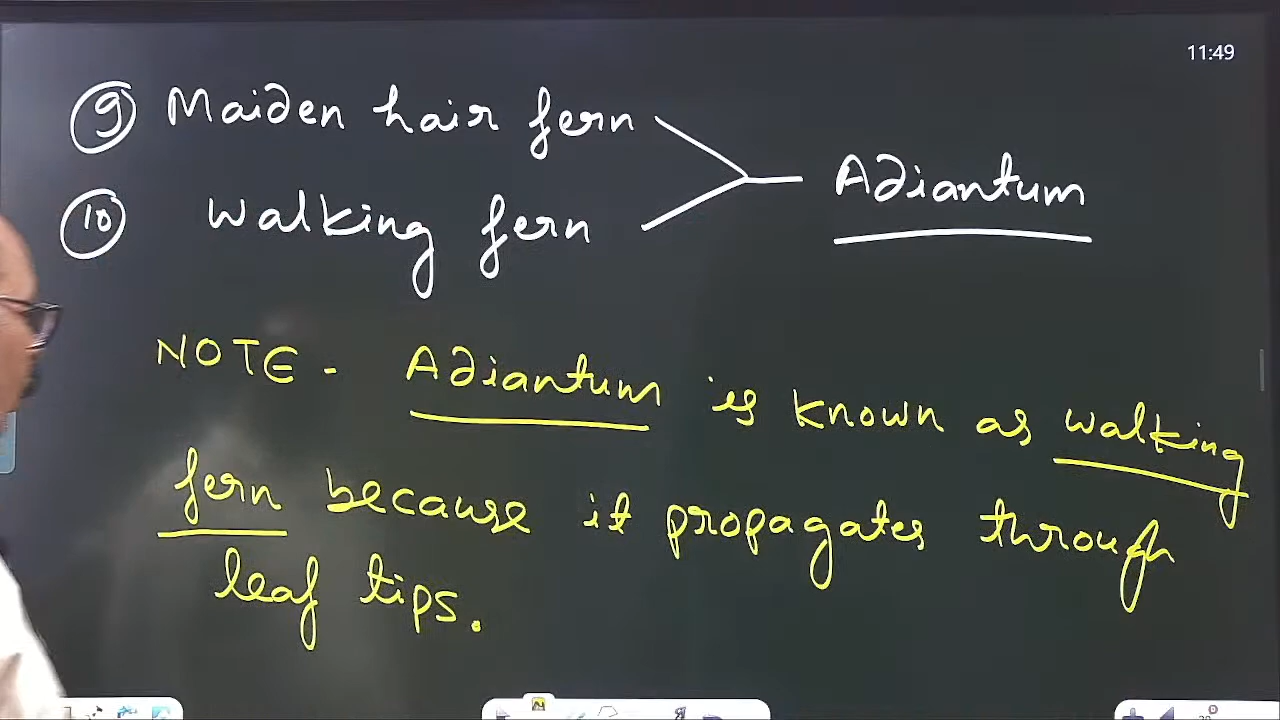 11:49
9 Maiden hair fern
Adiantum
10 Walking fern
NOTE - Adiantum is known as walking
fern because it propagates through
leaf tips.